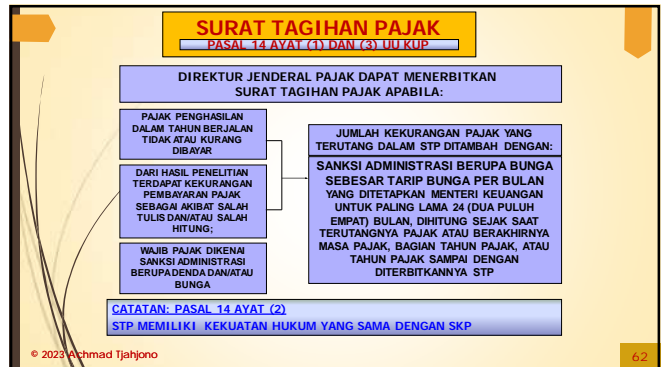 SURAT TAGIHAN PAJAK
PASAL 14 AYAT (1) DAN (3) UU KUP
DIREKTUR JENDERAL PAJAK DAPAT MENERBITKAN
SURAT TAGIHAN PAJAK APABILA:
PAJAK PENGHASILAN
DALAM TAHUN BERJALAN
TIDAK ATAU KURANG
DIBAYAR
DARI HASIL PENELITIAN
TERDAPAT KEKURANGAN
PEMBAYARAN PAJAK
SEBAGAI AKIBAT SALAH
TULIS DAN/ATAU SALAH
HITUNG;
WAJIB PAJAK DIKENAI
SANKSI ADMINISTRASI
BERUPA DENDA DAN/ATAU
BUNGA
JUMLAH KEKURANGAN PAJAK YANG
TERUTANG DALAM STP DITAMBAH DENGAN:
SANKSI ADMINISTRASI BERUPA BUNGA
SEBESAR TARIP BUNGA PER BULAN
YANG DITETAPKAN MENTERI KEUANGAN
UNTUK PALING LAMA 24 (DUA PULUH
EMPAT) BULAN, DIHITUNG SEJAK SAAT
TERUTANGNYA PAJAK ATAU BERAKHIRNYA
MASA PAJAK, BAGIAN TAHUN PAJAK, ATAU
TAHUN PAJAK SAMPAI DENGAN
DITERBITKANNYA STP
CATATAN: PASAL 14 AYAT (2)
STP MEMILIKI KEKUATAN HUKUM YANG SAMA DENGAN SKP
© 2023 Achmad Tjahjono
62